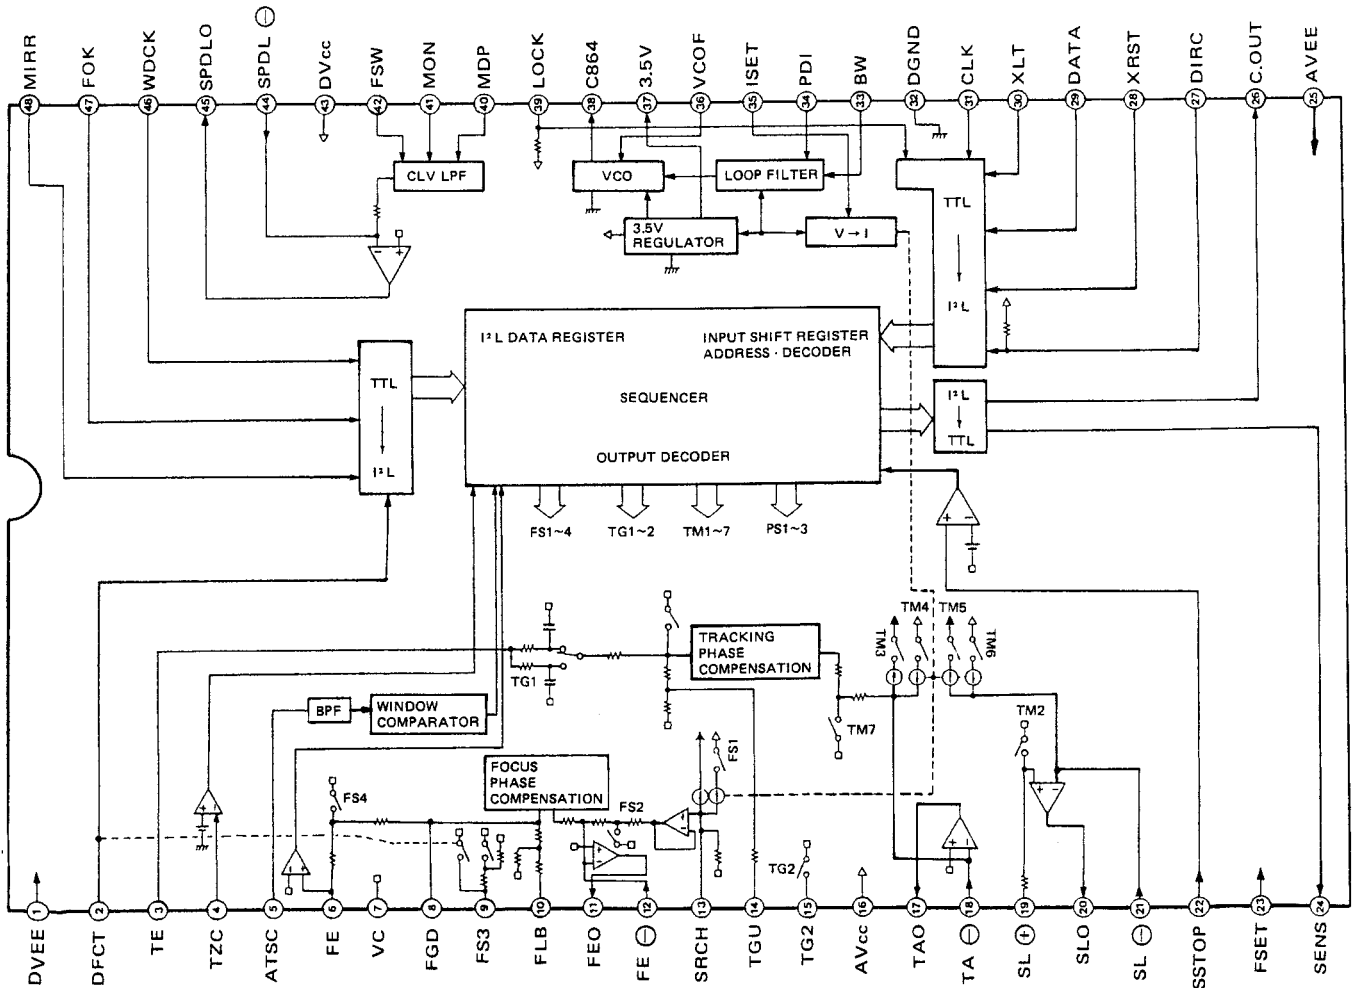 MIRR
FOK
WDCK
SPDLO
SPDL ⊖
DVcc
FSW
MON
MDP
LOCK
C864
3.5V
VCOF
ISET
PDI
BW
DGND
CLK
XLT
DATA
XRST
DIRC
C.OUT
AVEE
48
47
46
45
44
43
42
41
40
39
38
37
36
35
34
33
32
31
30
29
28
27
26
25
CLV LPF
VCO
LOOP FILTER
3.5V
REGULATOR
V → I
TTL
↓
I²L
− +
I²L DATA REGISTER
INPUT SHIFT REGISTER
ADDRESS · DECODER
SEQUENCER
OUTPUT DECODER
TTL
↓
I²L
I²L
↓
TTL
FS1~4
TG1~2
TM1~7
PS1~3
+ −
TM4
TM5
TM3
TM6
TG1
TRACKING
PHASE
COMPENSATION
BPF
WINDOW
COMPARATOR
TM7
TM2
FS1
FOCUS
PHASE
COMPENSATION
FS4
FS2
TG2
+ −
+ −
1
2
3
4
5
6
7
8
9
10
11
12
13
14
15
16
17
18
19
20
21
22
23
24
DVEE
DFCT
TE
TZC
ATSC
FE
VC
FGD
FS3
FLB
FEO
FE ⊖
SRCH
TGU
TG2
AVcc
TAO
TA ⊖
SL ⊕
SLO
SL ⊖
SSTOP
FSET
SENS